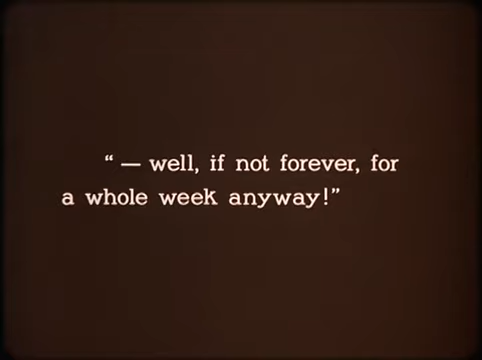 “ — well, if not forever, for
a whole week anyway!”